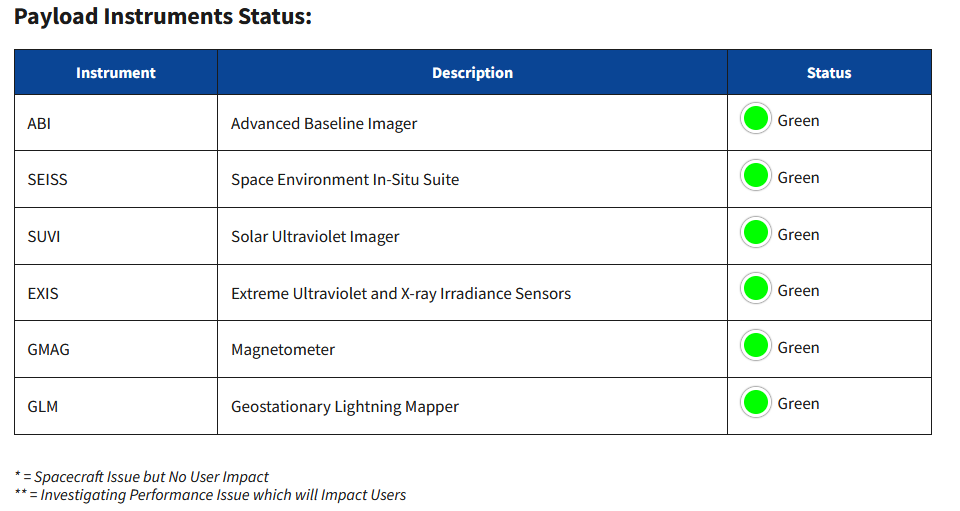 Payload Instruments Status:
Instrument Description Status
ABI Advanced Baseline Imager Green
SEISS Space Environment In-Situ Suite Green
SUVI Solar Ultraviolet Imager Green
EXIS Extreme Ultraviolet and X-ray Irradiance Sensors Green
GMAG Magnetometer Green
GLM Geostationary Lightning Mapper Green
* = Spacecraft Issue but No User Impact
** = Investigating Performance Issue which will Impact Users